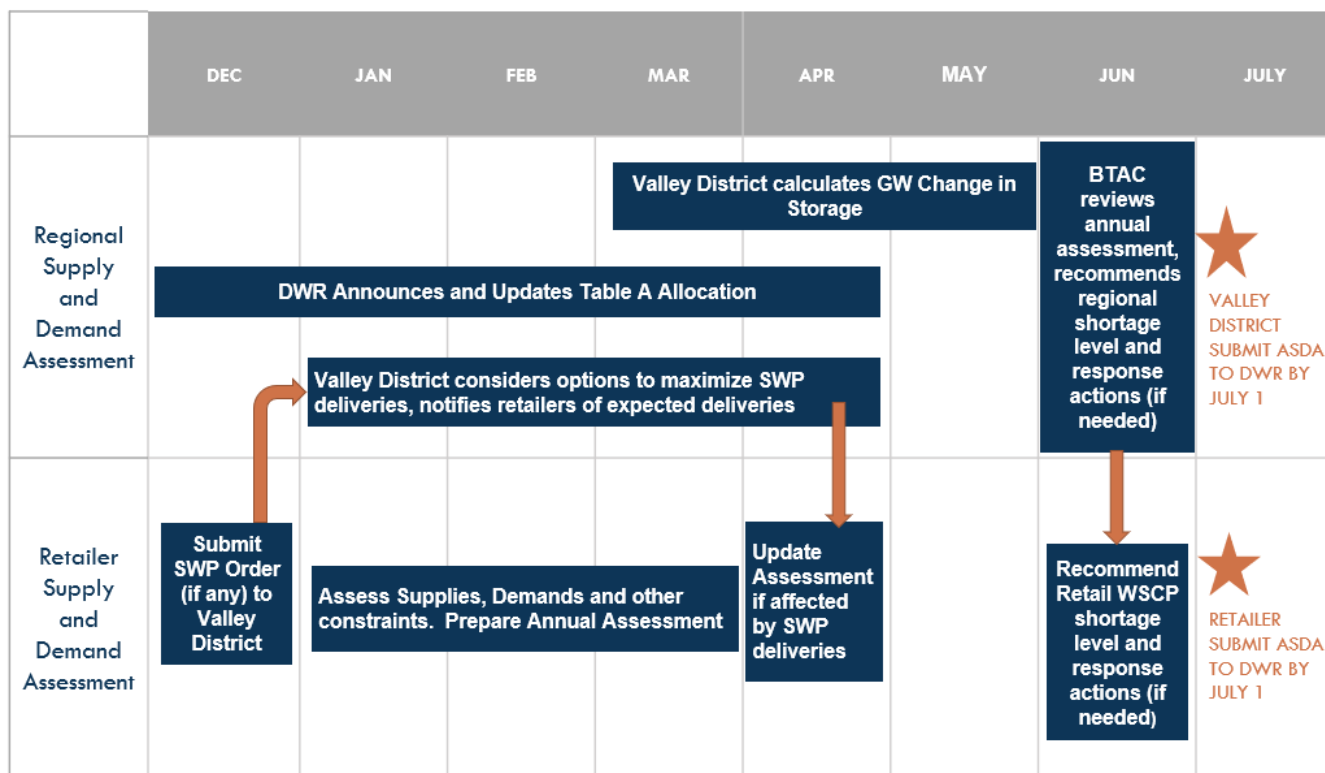 DEC JAN FEB MAR APR MAY JUN JULY
Regional
Supply
and
Demand
Assessment
Valley District calculates GW Change in
Storage
DWR Announces and Updates Table A Allocation
Valley District considers options to maximize SWP
deliveries, notifies retailers of expected deliveries
BTAC
reviews
annual
assessment,
recommends
regional
shortage
level and
response
actions (if
needed)
VALLEY
DISTRICT
SUBMIT ASDA
TO DWR BY
JULY 1
Retailer
Supply
and
Demand
Assessment
Submit
SWP Order
(if any) to
Valley
District
Assess Supplies, Demands and other
constraints. Prepare Annual Assessment
Update
Assessment
if affected
by SWP
deliveries
Recommend
Retail WSCP
shortage
level and
response
actions (if
needed)
RETAILER
SUBMIT ASDA
TO DWR BY
JULY 1